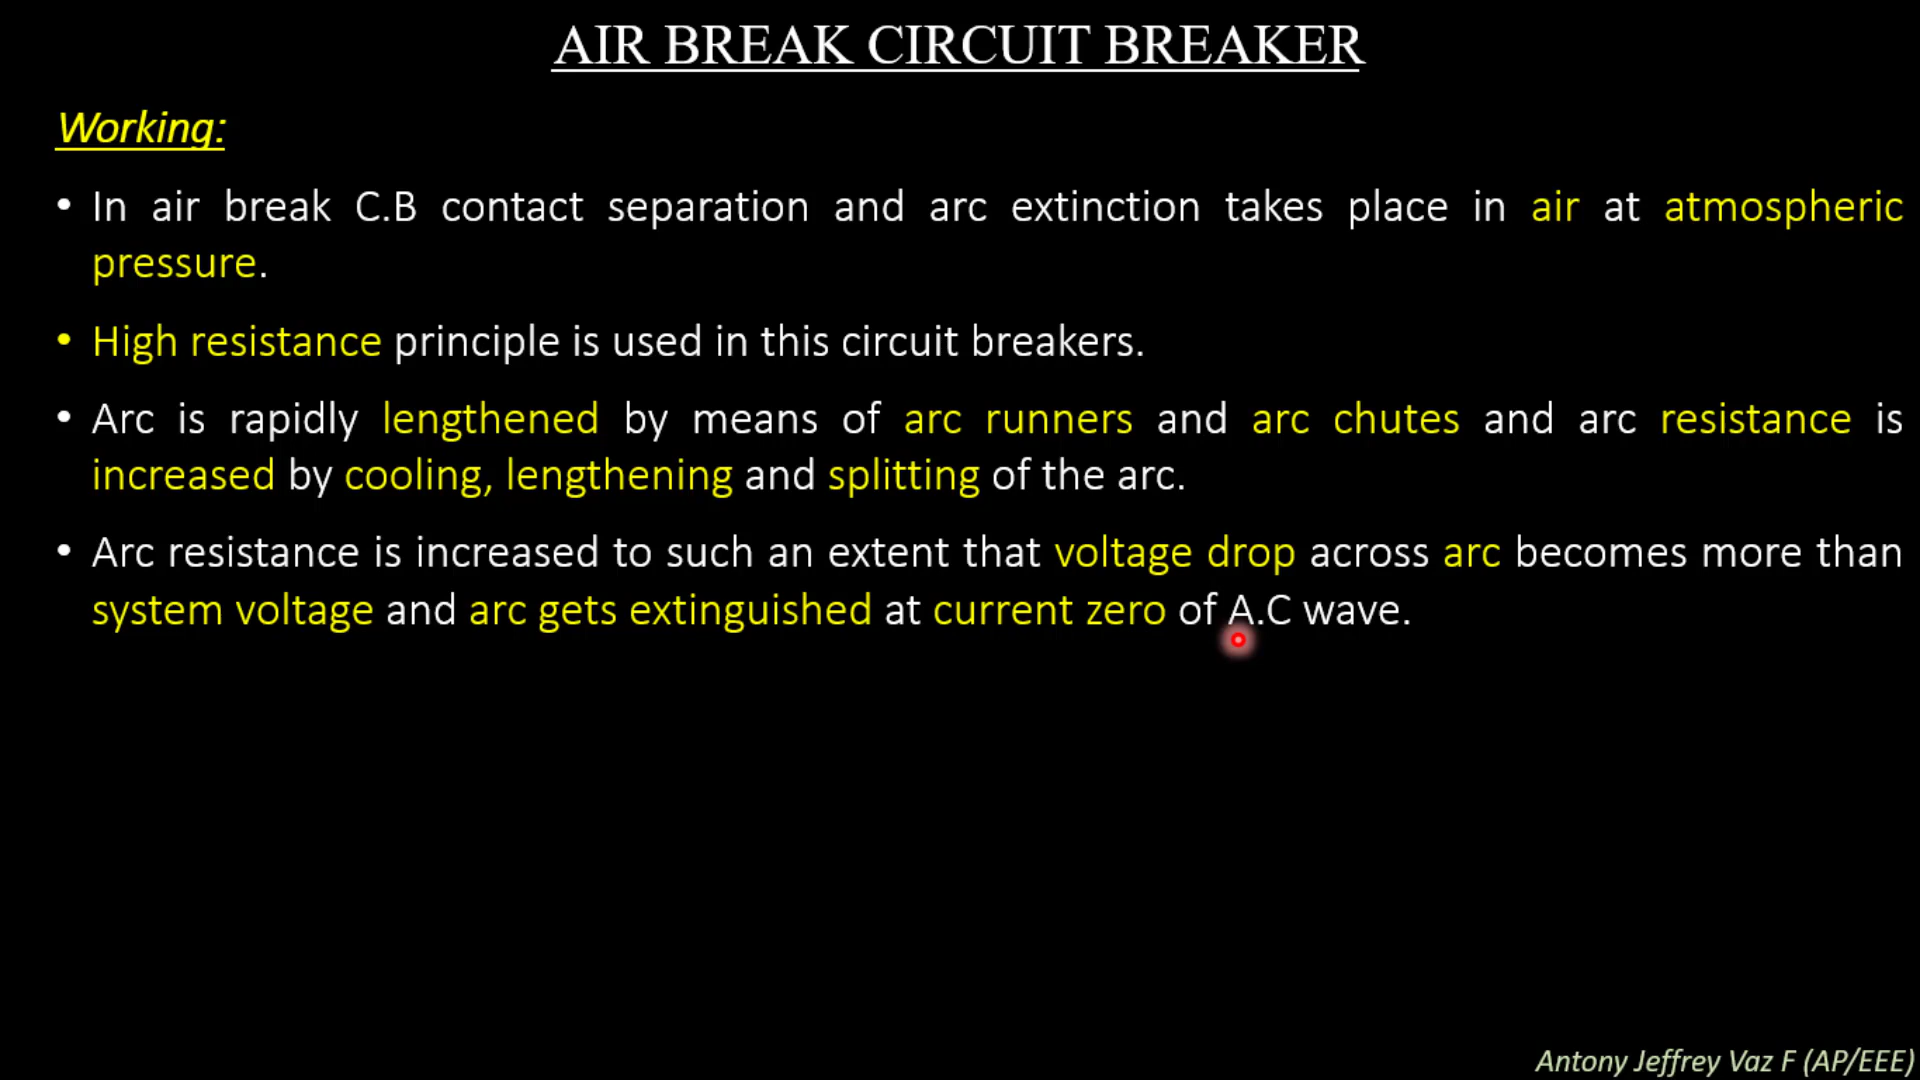 AIR BREAK CIRCUIT BREAKER
Working:
• In air break C.B contact separation and arc extinction takes place in air at atmospheric
pressure.
• High resistance principle is used in this circuit breakers.
• Arc is rapidly lengthened by means of arc runners and arc chutes and arc resistance is
increased by cooling, lengthening and splitting of the arc.
• Arc resistance is increased to such an extent that voltage drop across arc becomes more than
system voltage and arc gets extinguished at current zero of A.C wave.
Antony Jeffrey Vaz F (AP/EEE)